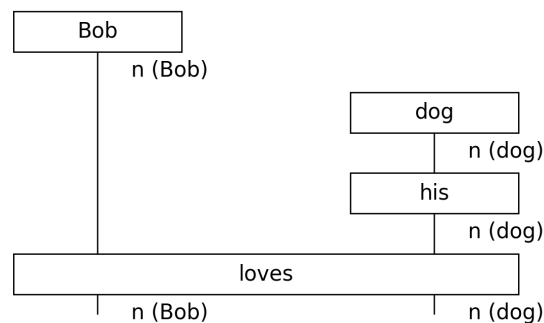 Bob
n (Bob)
dog
n (dog)
his
n (dog)
loves
n (Bob) n (dog)